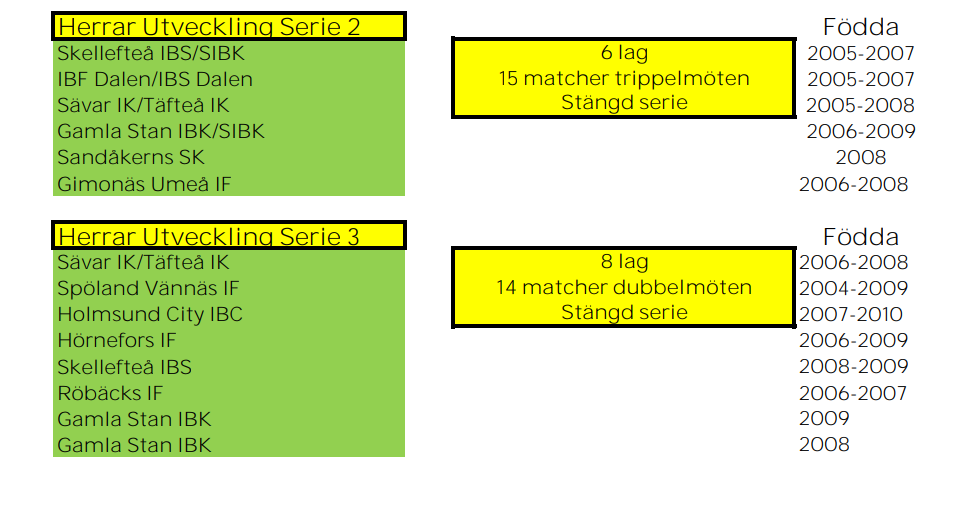 Herrar Utveckling Serie 2 Födda
Skellefteå IBS/SIBK 6 lag 2005-2007
IBF Dalen/IBS Dalen 15 matcher trippelmöten 2005-2007
Sävar IK/Täfteå IK Stängd serie 2005-2008
Gamla Stan IBK/SIBK 2006-2009
Sandåkerns SK 2008
Gimonäs Umeå IF 2006-2008
Herrar Utveckling Serie 3 Födda
Sävar IK/Täfteå IK 8 lag 2006-2008
Spöland Vännäs IF 14 matcher dubbelmöten 2004-2009
Holmsund City IBC Stängd serie 2007-2010
Hörnefors IF 2006-2009
Skellefteå IBS 2008-2009
Röbäcks IF 2006-2007
Gamla Stan IBK 2009
Gamla Stan IBK 2008